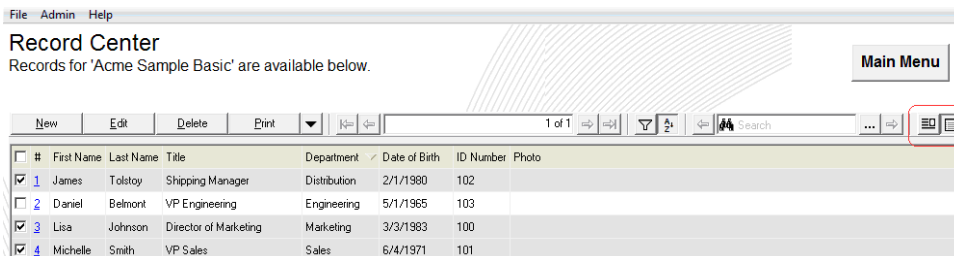 File Admin Help
Record Center
Records for 'Acme Sample Basic' are available below.
Main Menu
New Edit Delete Print 1 of 1 Search ...
# First Name Last Name Title Department Date of Birth ID Number Photo
1 James Tolstoy Shipping Manager Distribution 2/1/1980 102
2 Daniel Belmont VP Engineering Engineering 5/1/1965 103
3 Lisa Johnson Director of Marketing Marketing 3/3/1983 100
4 Michelle Smith VP Sales Sales 6/4/1971 101